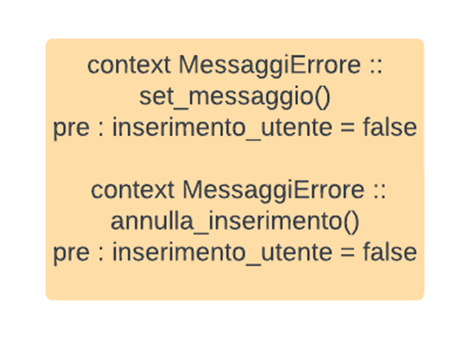 context MessaggiErrore ::
set_messaggio()
pre : inserimento_utente = false
context MessaggiErrore ::
annulla_inserimento()
pre : inserimento_utente = false